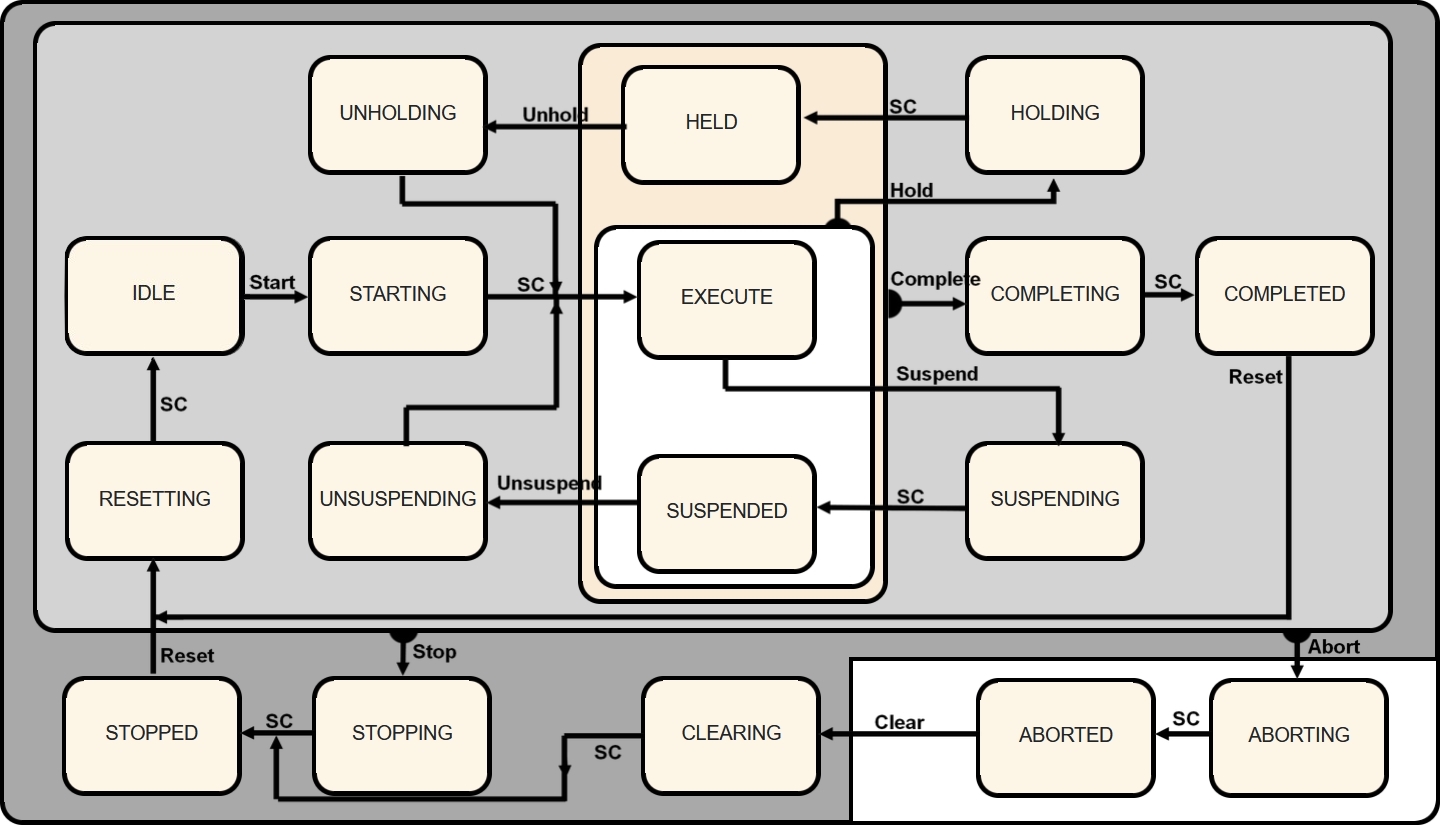 UNHOLDING
Unhold
HELD
SC
HOLDING
Hold
IDLE
Start
STARTING
SC
EXECUTE
Complete
COMPLETING
SC
COMPLETED
Suspend
Reset
SC
RESETTING
UNSUSPENDING
Unsuspend
SUSPENDED
SC
SUSPENDING
Reset
Stop
Abort
STOPPED
SC
STOPPING
SC
CLEARING
Clear
ABORTED
SC
ABORTING